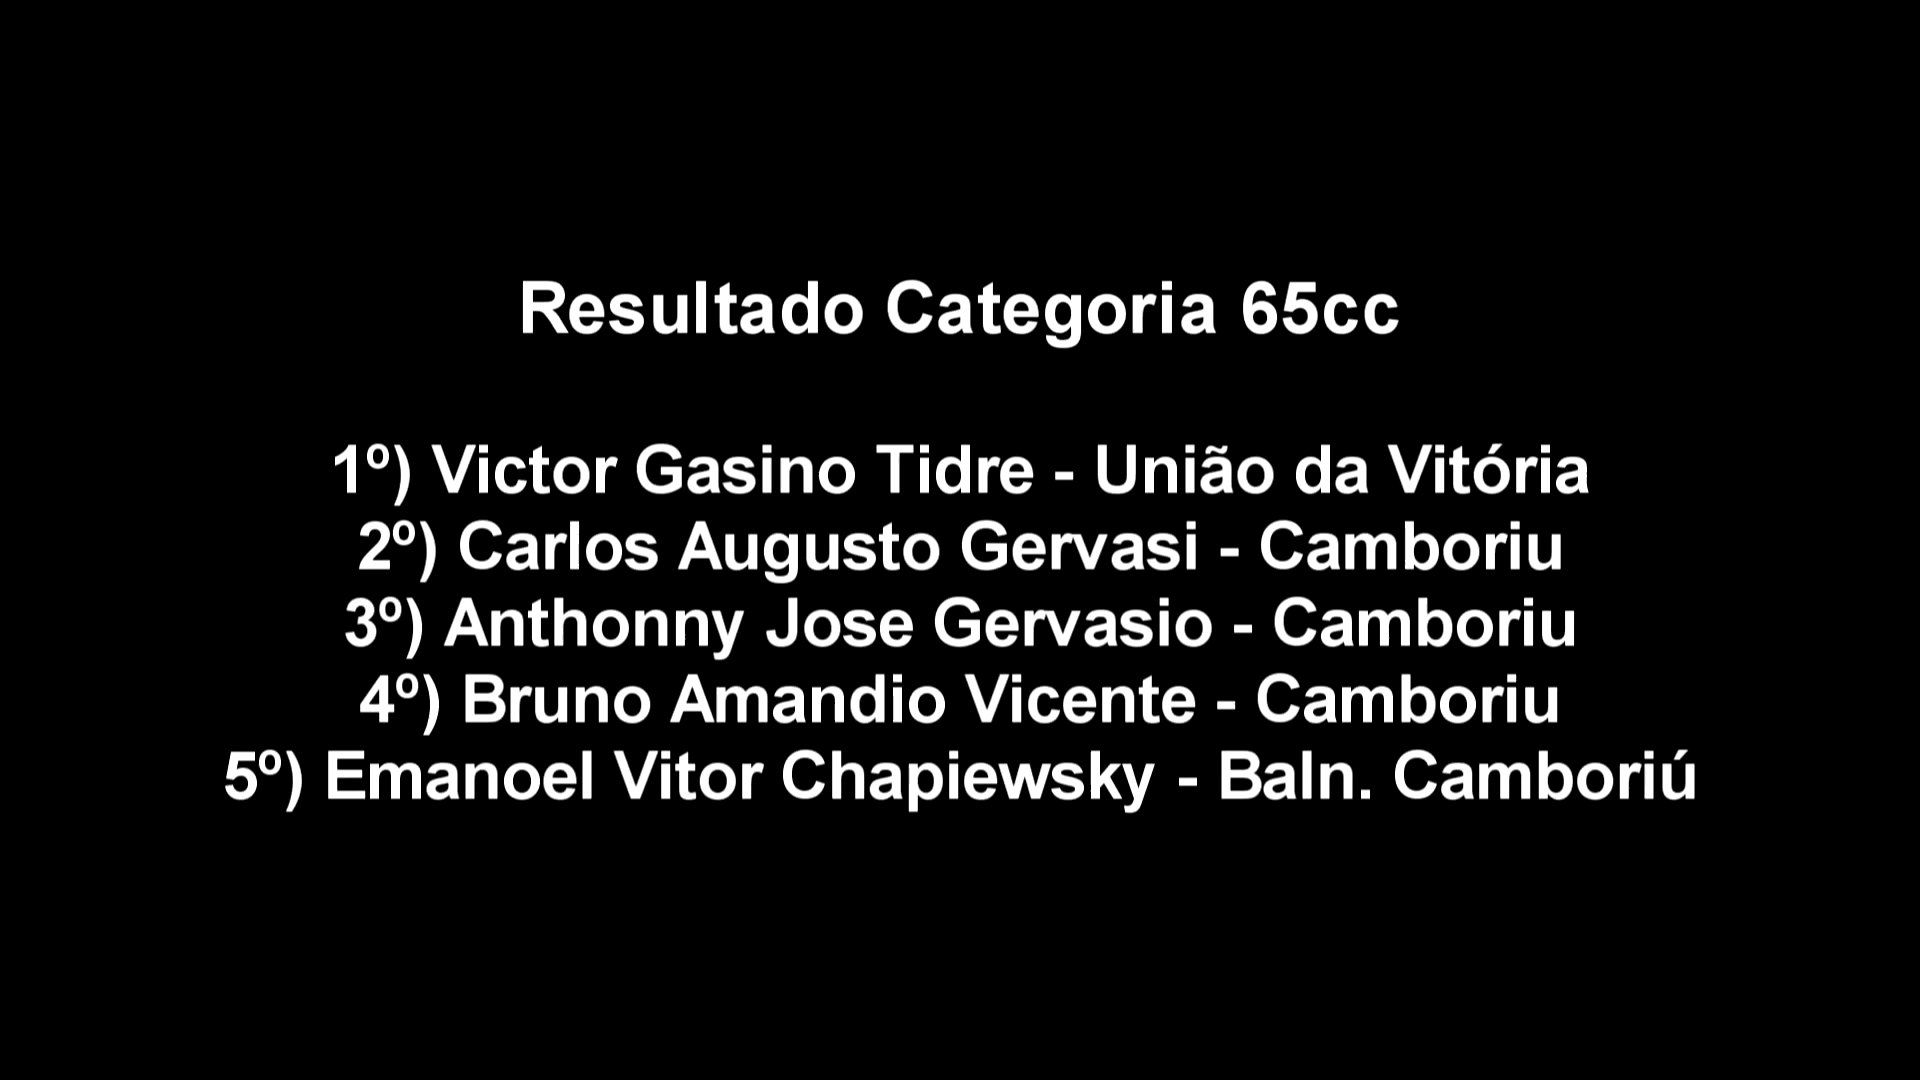 Resultado Categoria 65cc
1º) Victor Gasino Tidre - União da Vitória
2º) Carlos Augusto Gervasi - Camboriu
3º) Anthonny Jose Gervasio - Camboriu
4º) Bruno Amandio Vicente - Camboriu
5º) Emanoel Vitor Chapiewsky - Baln. Camboriú